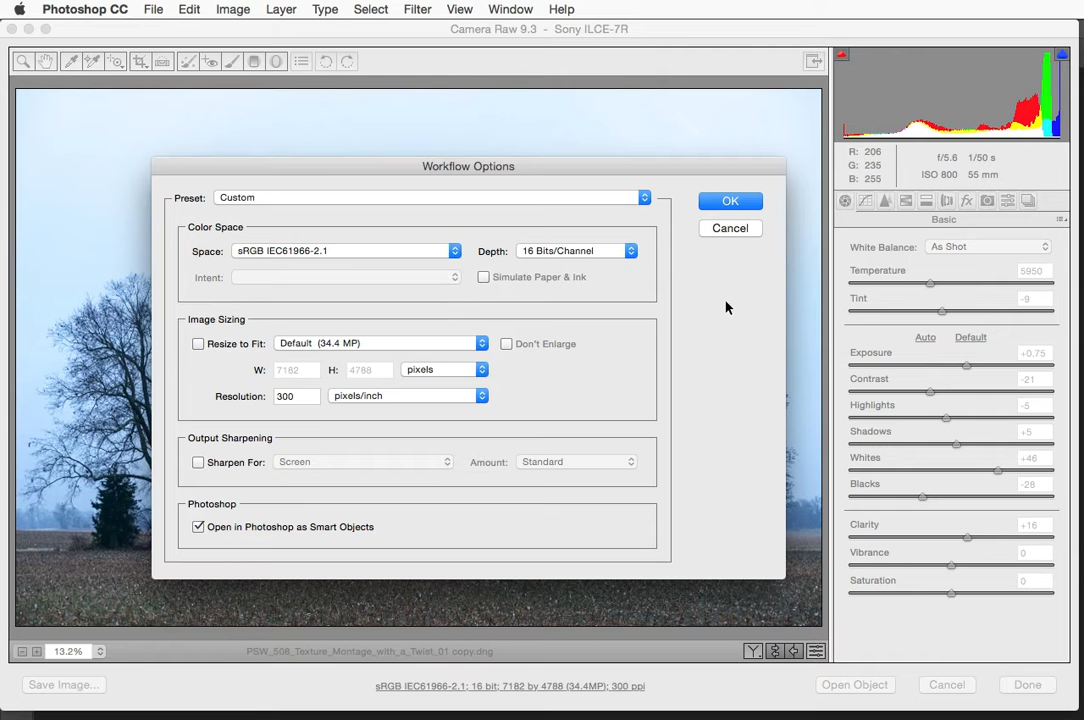 Photoshop CC File Edit Image Layer Type Select Filter View Window Help
Camera Raw 9.3 - Sony ILCE-7R
R: 206
G: 235
B: 255
f/5.6 1/50 s
ISO 800 55 mm
Basic
White Balance: As Shot
Temperature 5950
Tint -9
Auto Default
Exposure +0.75
Contrast -21
Highlights -5
Shadows +5
Whites +46
Blacks -28
Clarity +16
Vibrance 0
Saturation 0
Workflow Options
Preset: Custom
OK
Cancel
Color Space
Space: sRGB IEC61966-2.1 Depth: 16 Bits/Channel
Intent: Simulate Paper & Ink
Image Sizing
Resize to Fit: Default (34.4 MP) Don't Enlarge
W: 7182 H: 4788 pixels
Resolution: 300 pixels/inch
Output Sharpening
Sharpen For: Screen Amount: Standard
Photoshop
Open in Photoshop as Smart Objects
13.2% PSW_508_Texture_Montage_with_a_Twist_01 copy.dng
Y
Save Image... sRGB IEC61966-2.1; 16 bit; 7182 by 4788 (34.4MP); 300 ppi Open Object Cancel Done